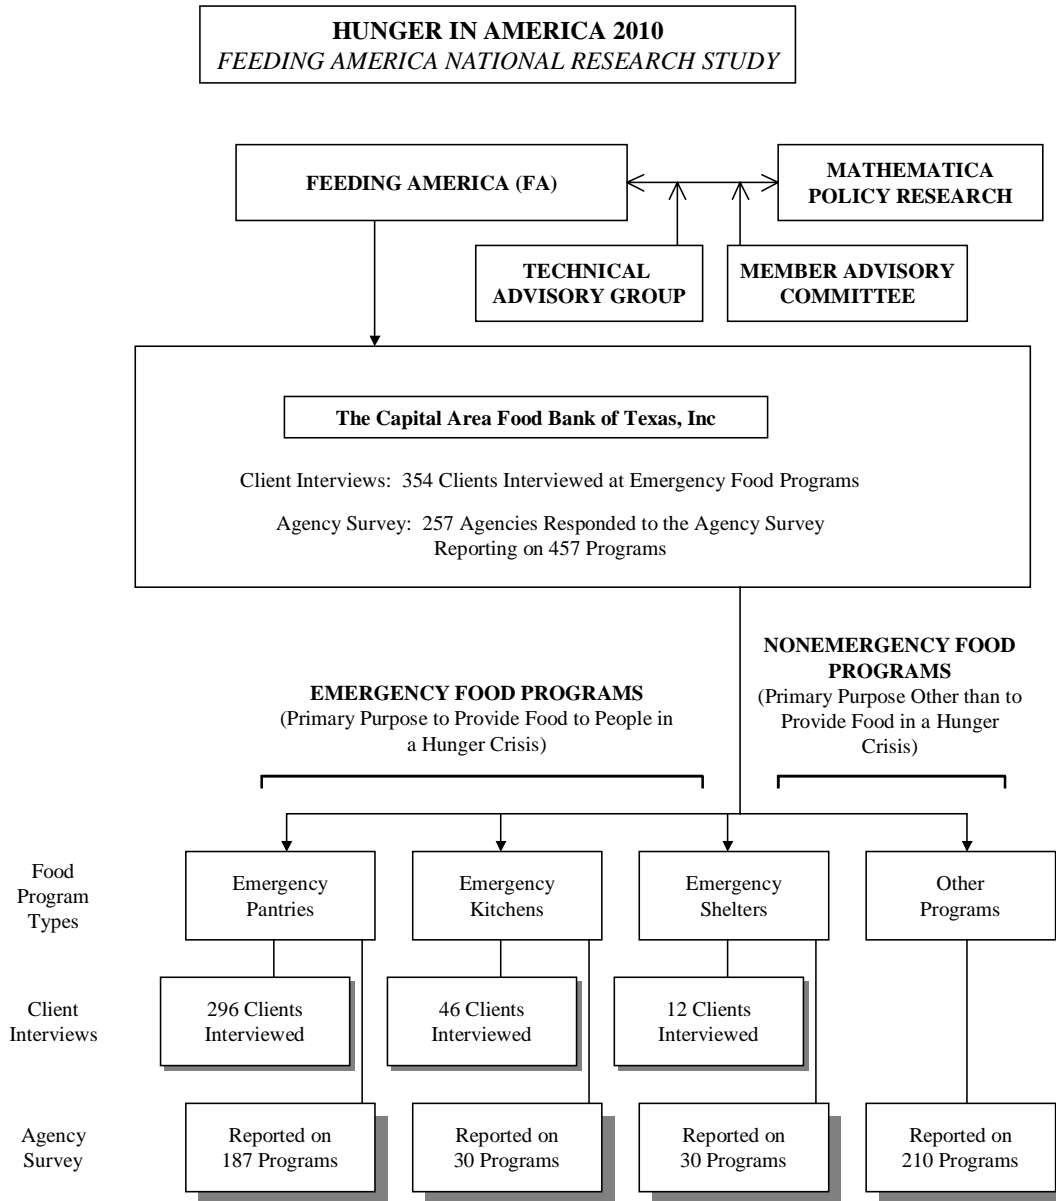 HUNGER IN AMERICA 2010
FEEDING AMERICA NATIONAL RESEARCH STUDY
FEEDING AMERICA (FA)
MATHEMATICA
POLICY RESEARCH
TECHNICAL
ADVISORY GROUP
MEMBER ADVISORY
COMMITTEE
The Capital Area Food Bank of Texas, Inc
Client Interviews: 354 Clients Interviewed at Emergency Food Programs
Agency Survey: 257 Agencies Responded to the Agency Survey
Reporting on 457 Programs
EMERGENCY FOOD PROGRAMS
(Primary Purpose to Provide Food to People in
a Hunger Crisis)
NONEMERGENCY FOOD
PROGRAMS
(Primary Purpose Other than to
Provide Food in a Hunger
Crisis)
Food
Program
Types
Emergency
Pantries
Emergency
Kitchens
Emergency
Shelters
Other
Programs
Client
Interviews
296 Clients
Interviewed
46 Clients
Interviewed
12 Clients
Interviewed
Agency
Survey
Reported on
187 Programs
Reported on
30 Programs
Reported on
30 Programs
Reported on
210 Programs